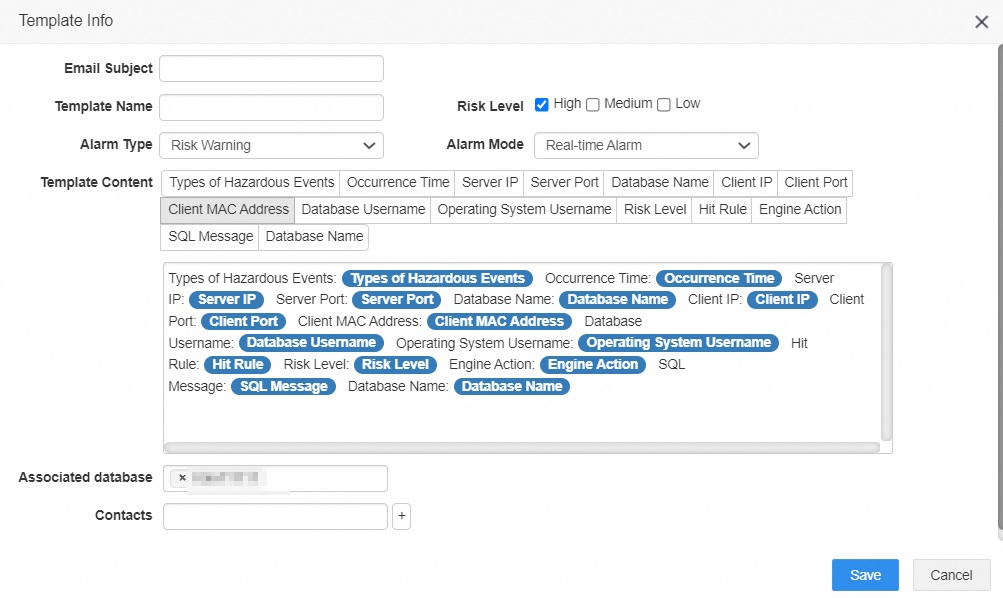 Template Info
Email Subject
Template Name
Risk Level High Medium Low
Alarm Type Risk Warning Alarm Mode Real-time Alarm
Template Content Types of Hazardous Events Occurrence Time Server IP Server Port Database Name Client IP Client Port
Client MAC Address Database Username Operating System Username Risk Level Hit Rule Engine Action
SQL Message Database Name
Types of Hazardous Events: Types of Hazardous Events Occurrence Time: Occurrence Time Server
IP: Server IP Server Port: Server Port Database Name: Database Name Client IP: Client IP Client
Port: Client Port Client MAC Address: Client MAC Address Database
Username: Database Username Operating System Username: Operating System Username Hit
Rule: Hit Rule Risk Level: Risk Level Engine Action: Engine Action SQL
Message: SQL Message Database Name: Database Name
Associated database ×
Contacts +
Save Cancel